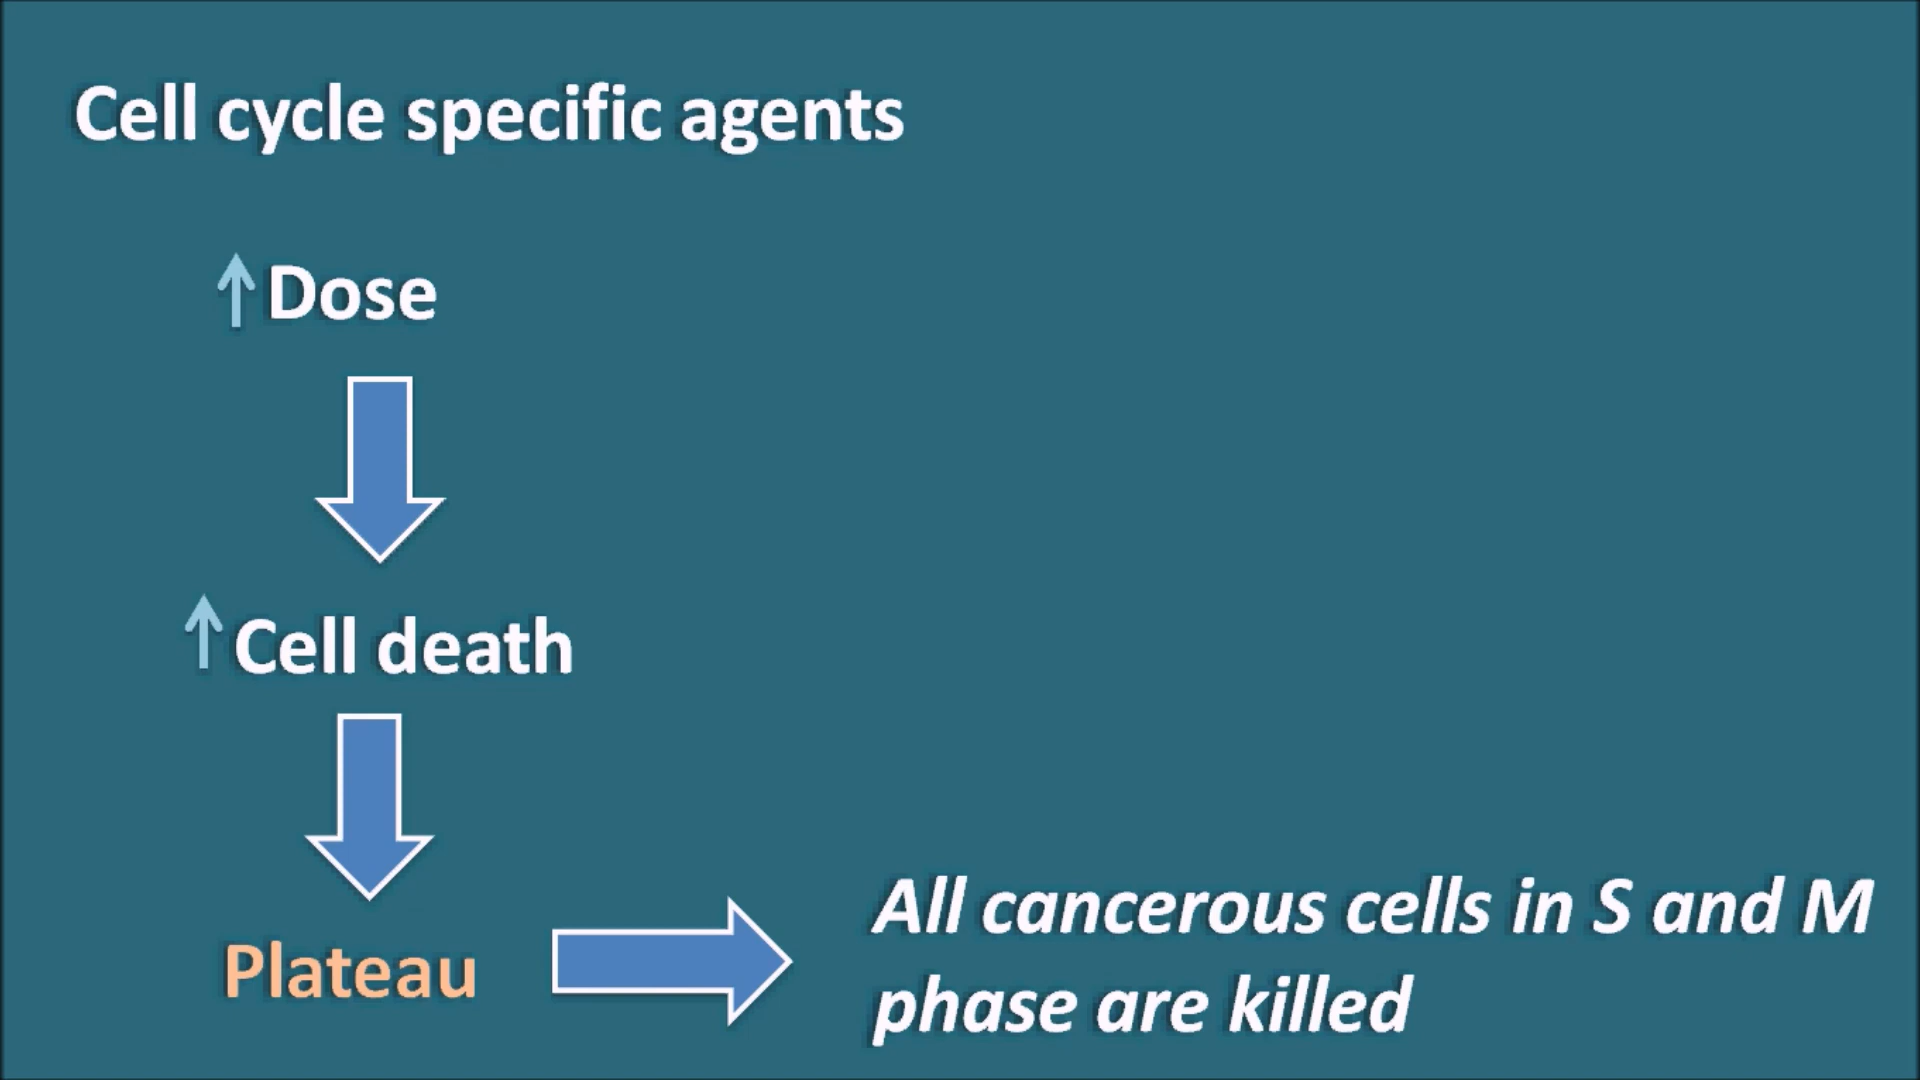 Cell cycle specific agents
↑ Dose
↑ Cell death
Plateau
All cancerous cells in S and M
phase are killed